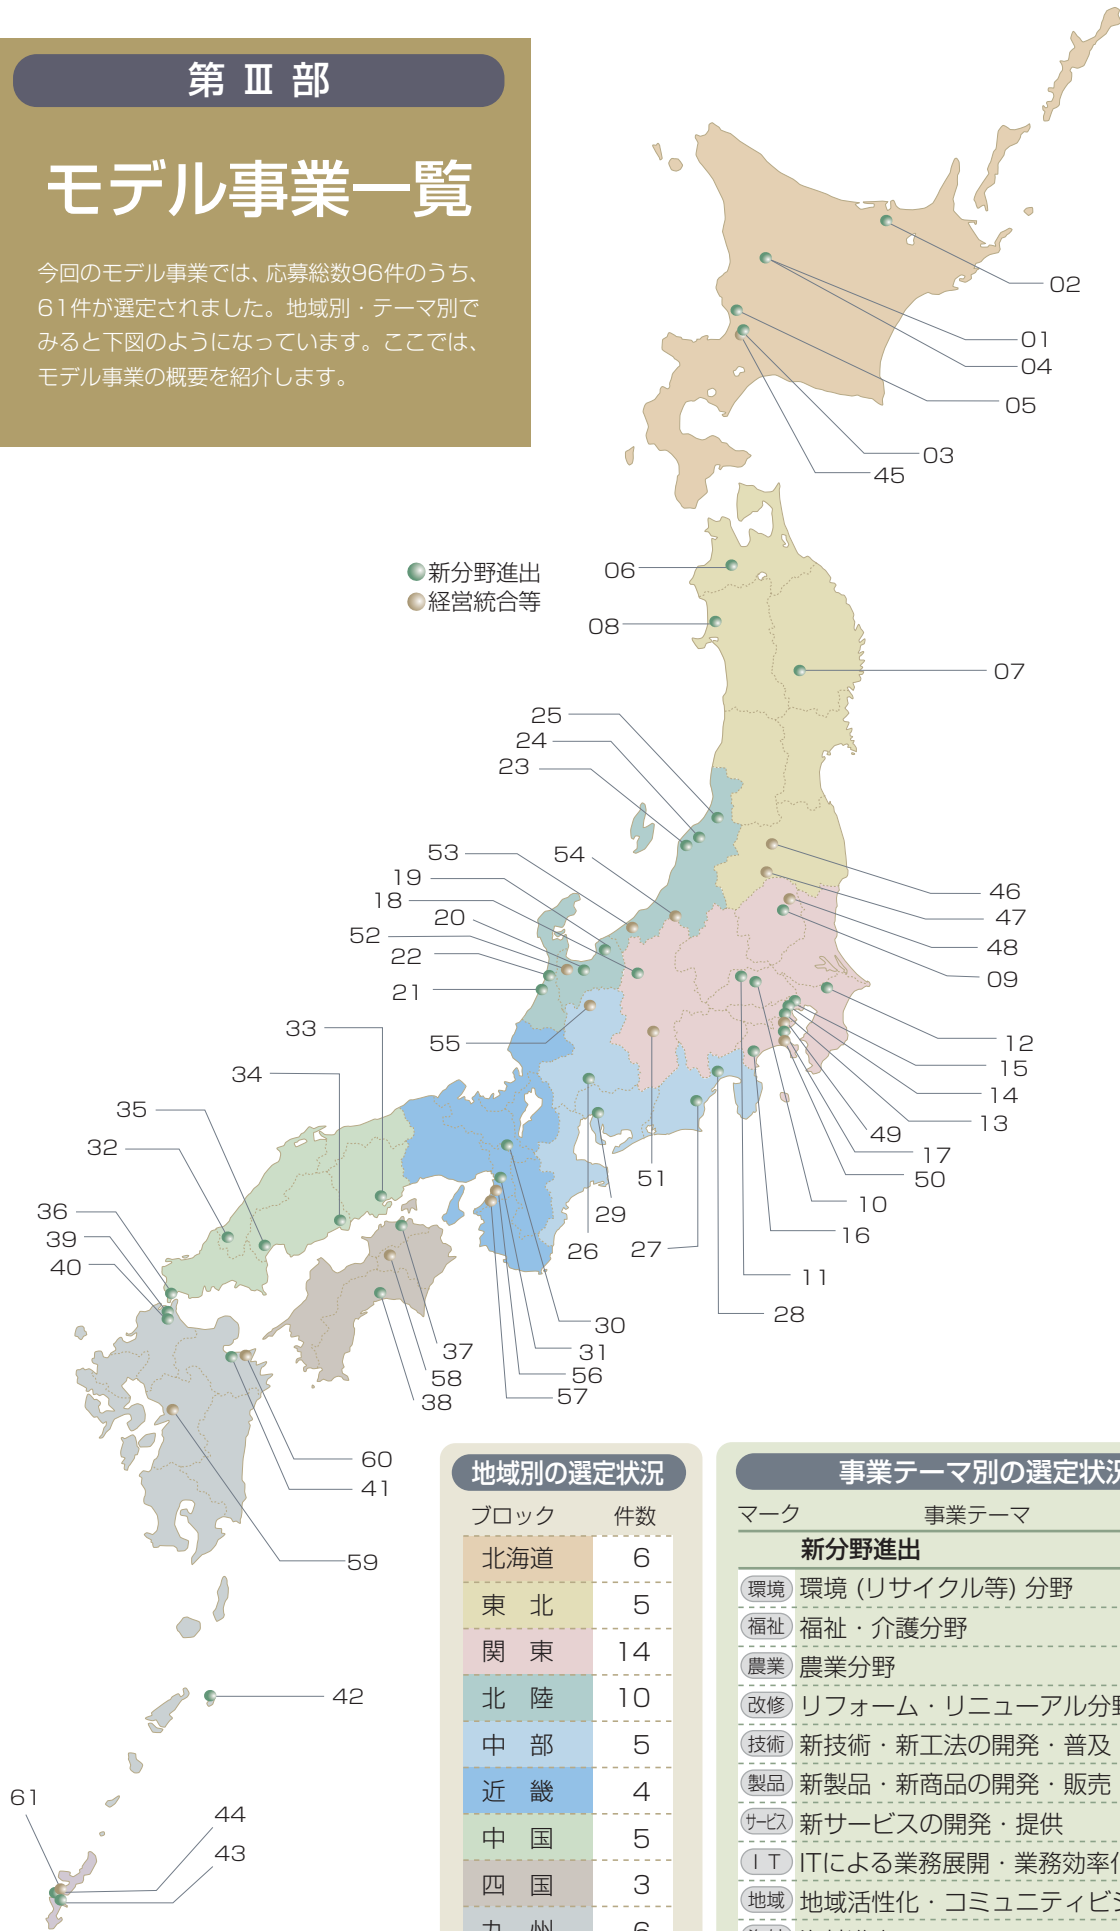 第 Ⅲ 部
モデル事業一覧
今回のモデル事業では、応募総数96件のうち、
61件が選定されました。地域別・テーマ別で
みると下図のようになっています。ここでは、
モデル事業の概要を紹介します。
02
01
04
05
03
45
新分野進出
経営統合等
06
08
07
25
24
23
53
54
19
18
20
52
22
21
46
47
48
09
33
55
12
15
14
13
34
35
32
49
17
50
51
10
36
29
16
39
26
27
40
11
28
30
37
31
58
56
38
57
60
41
59
42
61
44
43
地域別の選定状況
ブロック 件数
北海道 6
東 北 5
関 東 14
北 陸 10
中 部 5
近 畿 4
中 国 5
四 国 3
九 州 6
事業テーマ別の選定状況
マーク 事業テーマ
新分野進出
環境 環境 (リサイクル等) 分野
福祉 福祉・介護分野
農業 農業分野
改修 リフォーム・リニューアル分野
技術 新技術・新工法の開発・普及
製品 新製品・新商品の開発・販売
サービス 新サービスの開発・提供
IT ITによる業務展開・業務効率化
地域 地域活性化・コミュニティビジ